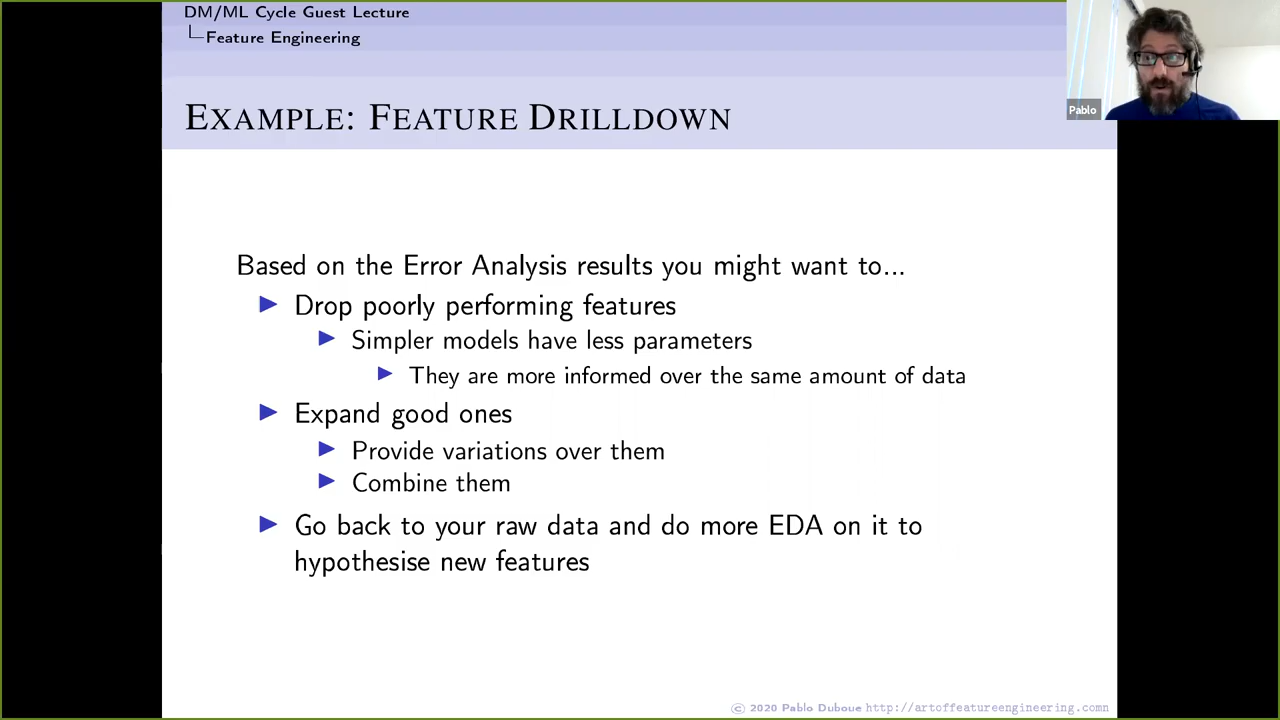 DM/ML Cycle Guest Lecture
Feature Engineering
EXAMPLE: FEATURE DRILLDOWN
Pablo
Based on the Error Analysis results you might want to...
Drop poorly performing features
Simpler models have less parameters
They are more informed over the same amount of data
Expand good ones
Provide variations over them
Combine them
Go back to your raw data and do more EDA on it to
hypothesise new features
© 2020 Pablo Duboue http://artoffeatureengineering.comn